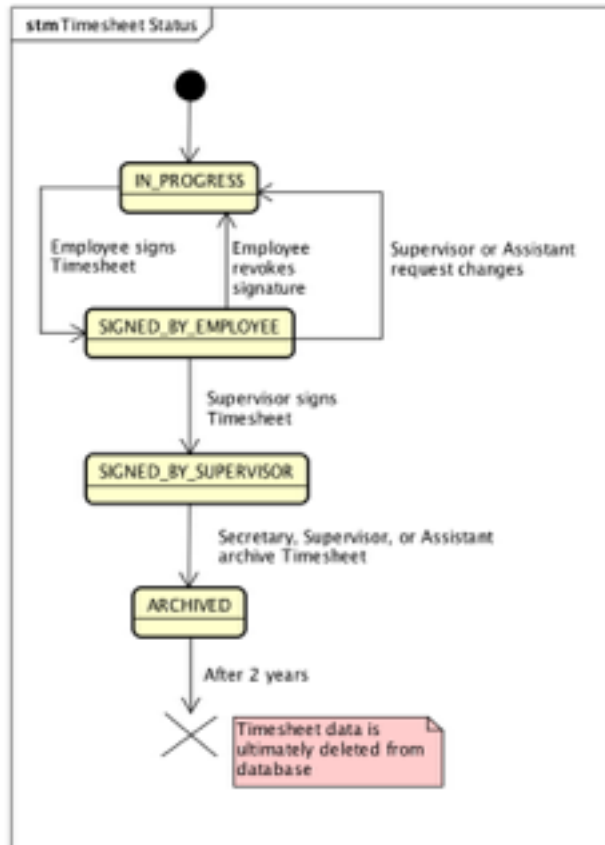 stm Timesheet Status
IN_PROGRESS
Employee signs
Timesheet
Employee
revokes
signature
Supervisor or Assistant
request changes
SIGNED_BY_EMPLOYEE
Supervisor signs
Timesheet
SIGNED_BY_SUPERVISOR
Secretary, Supervisor, or Assistant
archive Timesheet
ARCHIVED
After 2 years
Timesheet data is
ultimately deleted from
database